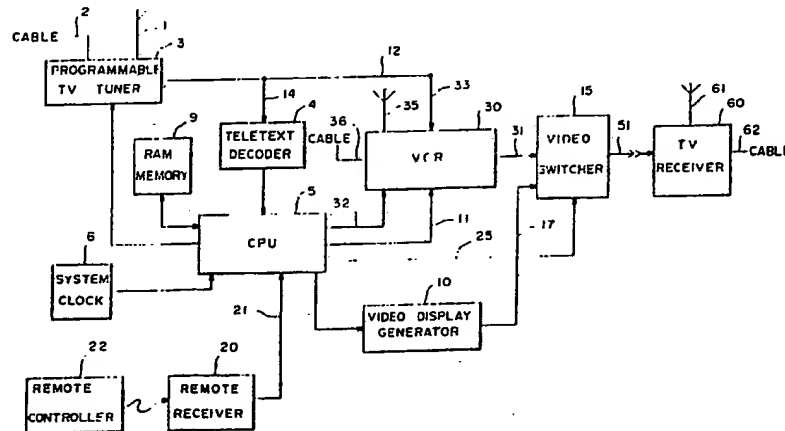 2
1
CABLE
3
PROGRAMMABLE
TV TUNER
12
14
4
TELETEXT
DECODER
9
RAM
MEMORY
33
35
36
CABLE
30
VCR
31
15
VIDEO
SWITCHER
51
61
60
TV
RECEIVER
62
CABLE
5
CPU
32
11
25
17
6
SYSTEM
CLOCK
21
10
VIDEO DISPLAY
GENERATOR
22
REMOTE
CONTROLLER
20
REMOTE
RECEIVER